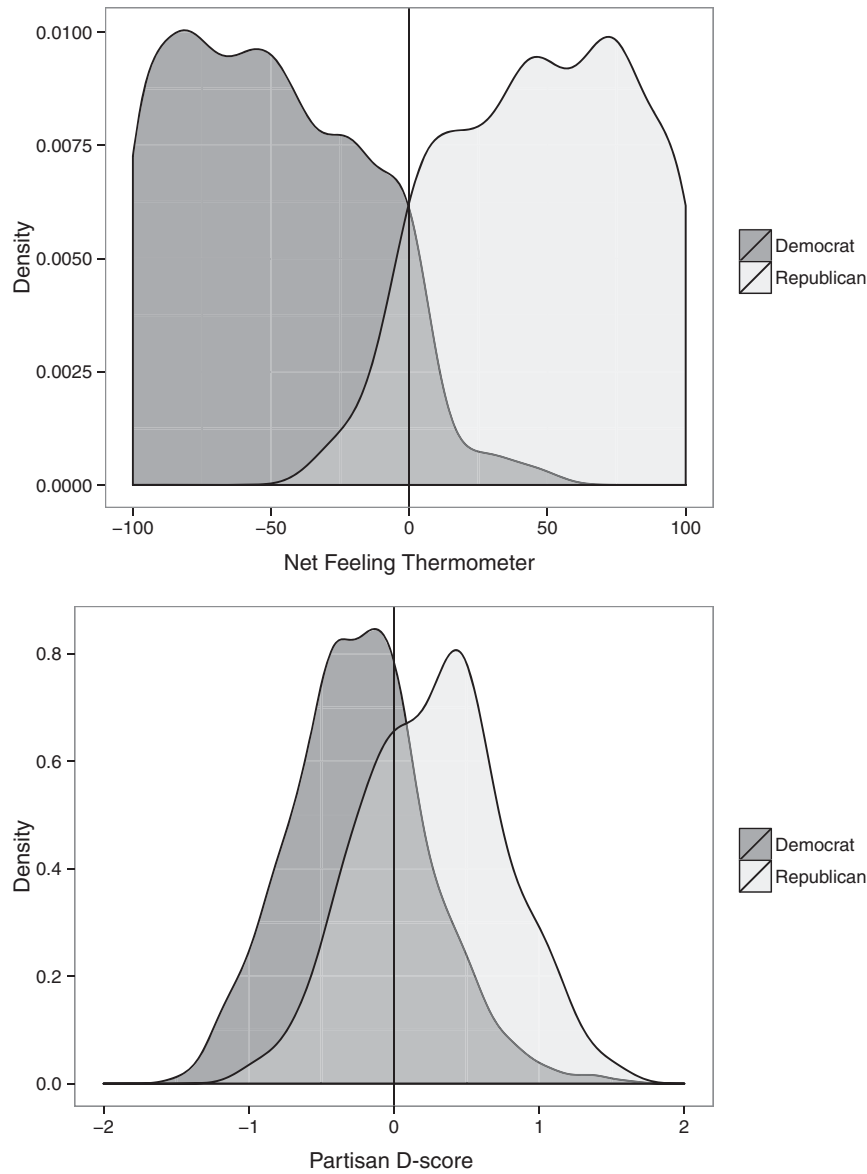 0.0100
0.0075
0.0050
0.0025
0.0000
Density
−100 −50 0 50 100
Net Feeling Thermometer
Democrat
Republican
0.8
0.6
0.4
0.2
0.0
Density
−2 −1 0 1 2
Partisan D-score
Democrat
Republican